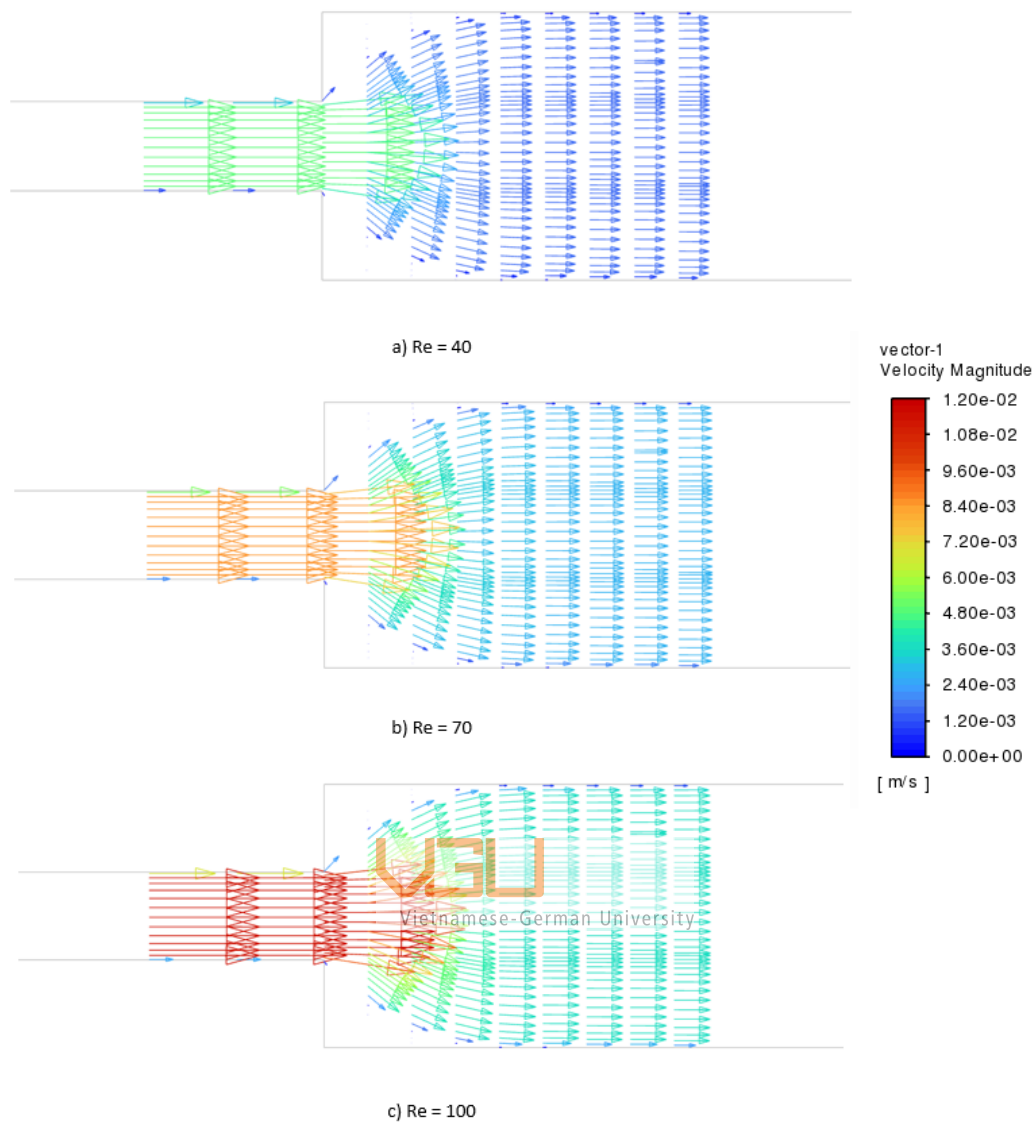 a) Re = 40
vector-1
Velocity Magnitude
1.20e-02
1.08e-02
9.60e-03
8.40e-03
7.20e-03
6.00e-03
4.80e-03
3.60e-03
2.40e-03
1.20e-03
0.00e+00
[ m/s ]
b) Re = 70
VGU
Vietnamese-German University
c) Re = 100